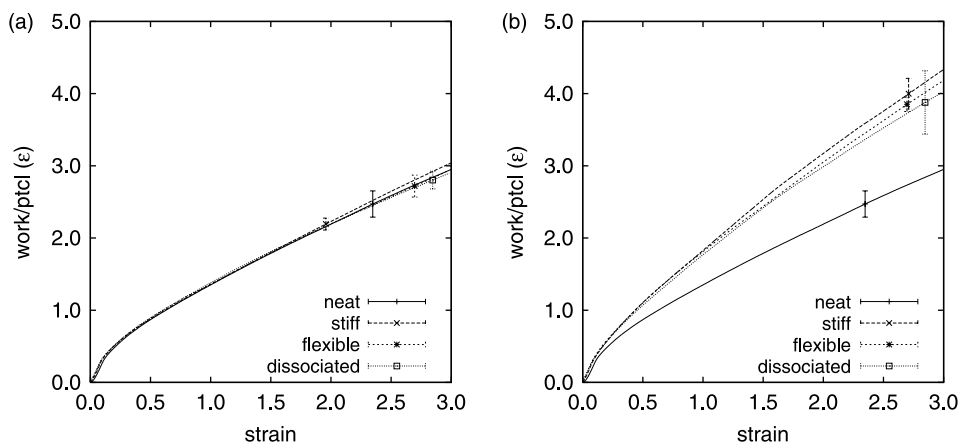 (a)
5.0
4.0
3.0
2.0
1.0
0.0
work/ptcl (ε)
neat
stiff
flexible
dissociated
0.0 0.5 1.0 1.5 2.0 2.5 3.0
strain
(b)
5.0
4.0
3.0
2.0
1.0
0.0
work/ptcl (ε)
neat
stiff
flexible
dissociated
0.0 0.5 1.0 1.5 2.0 2.5 3.0
strain